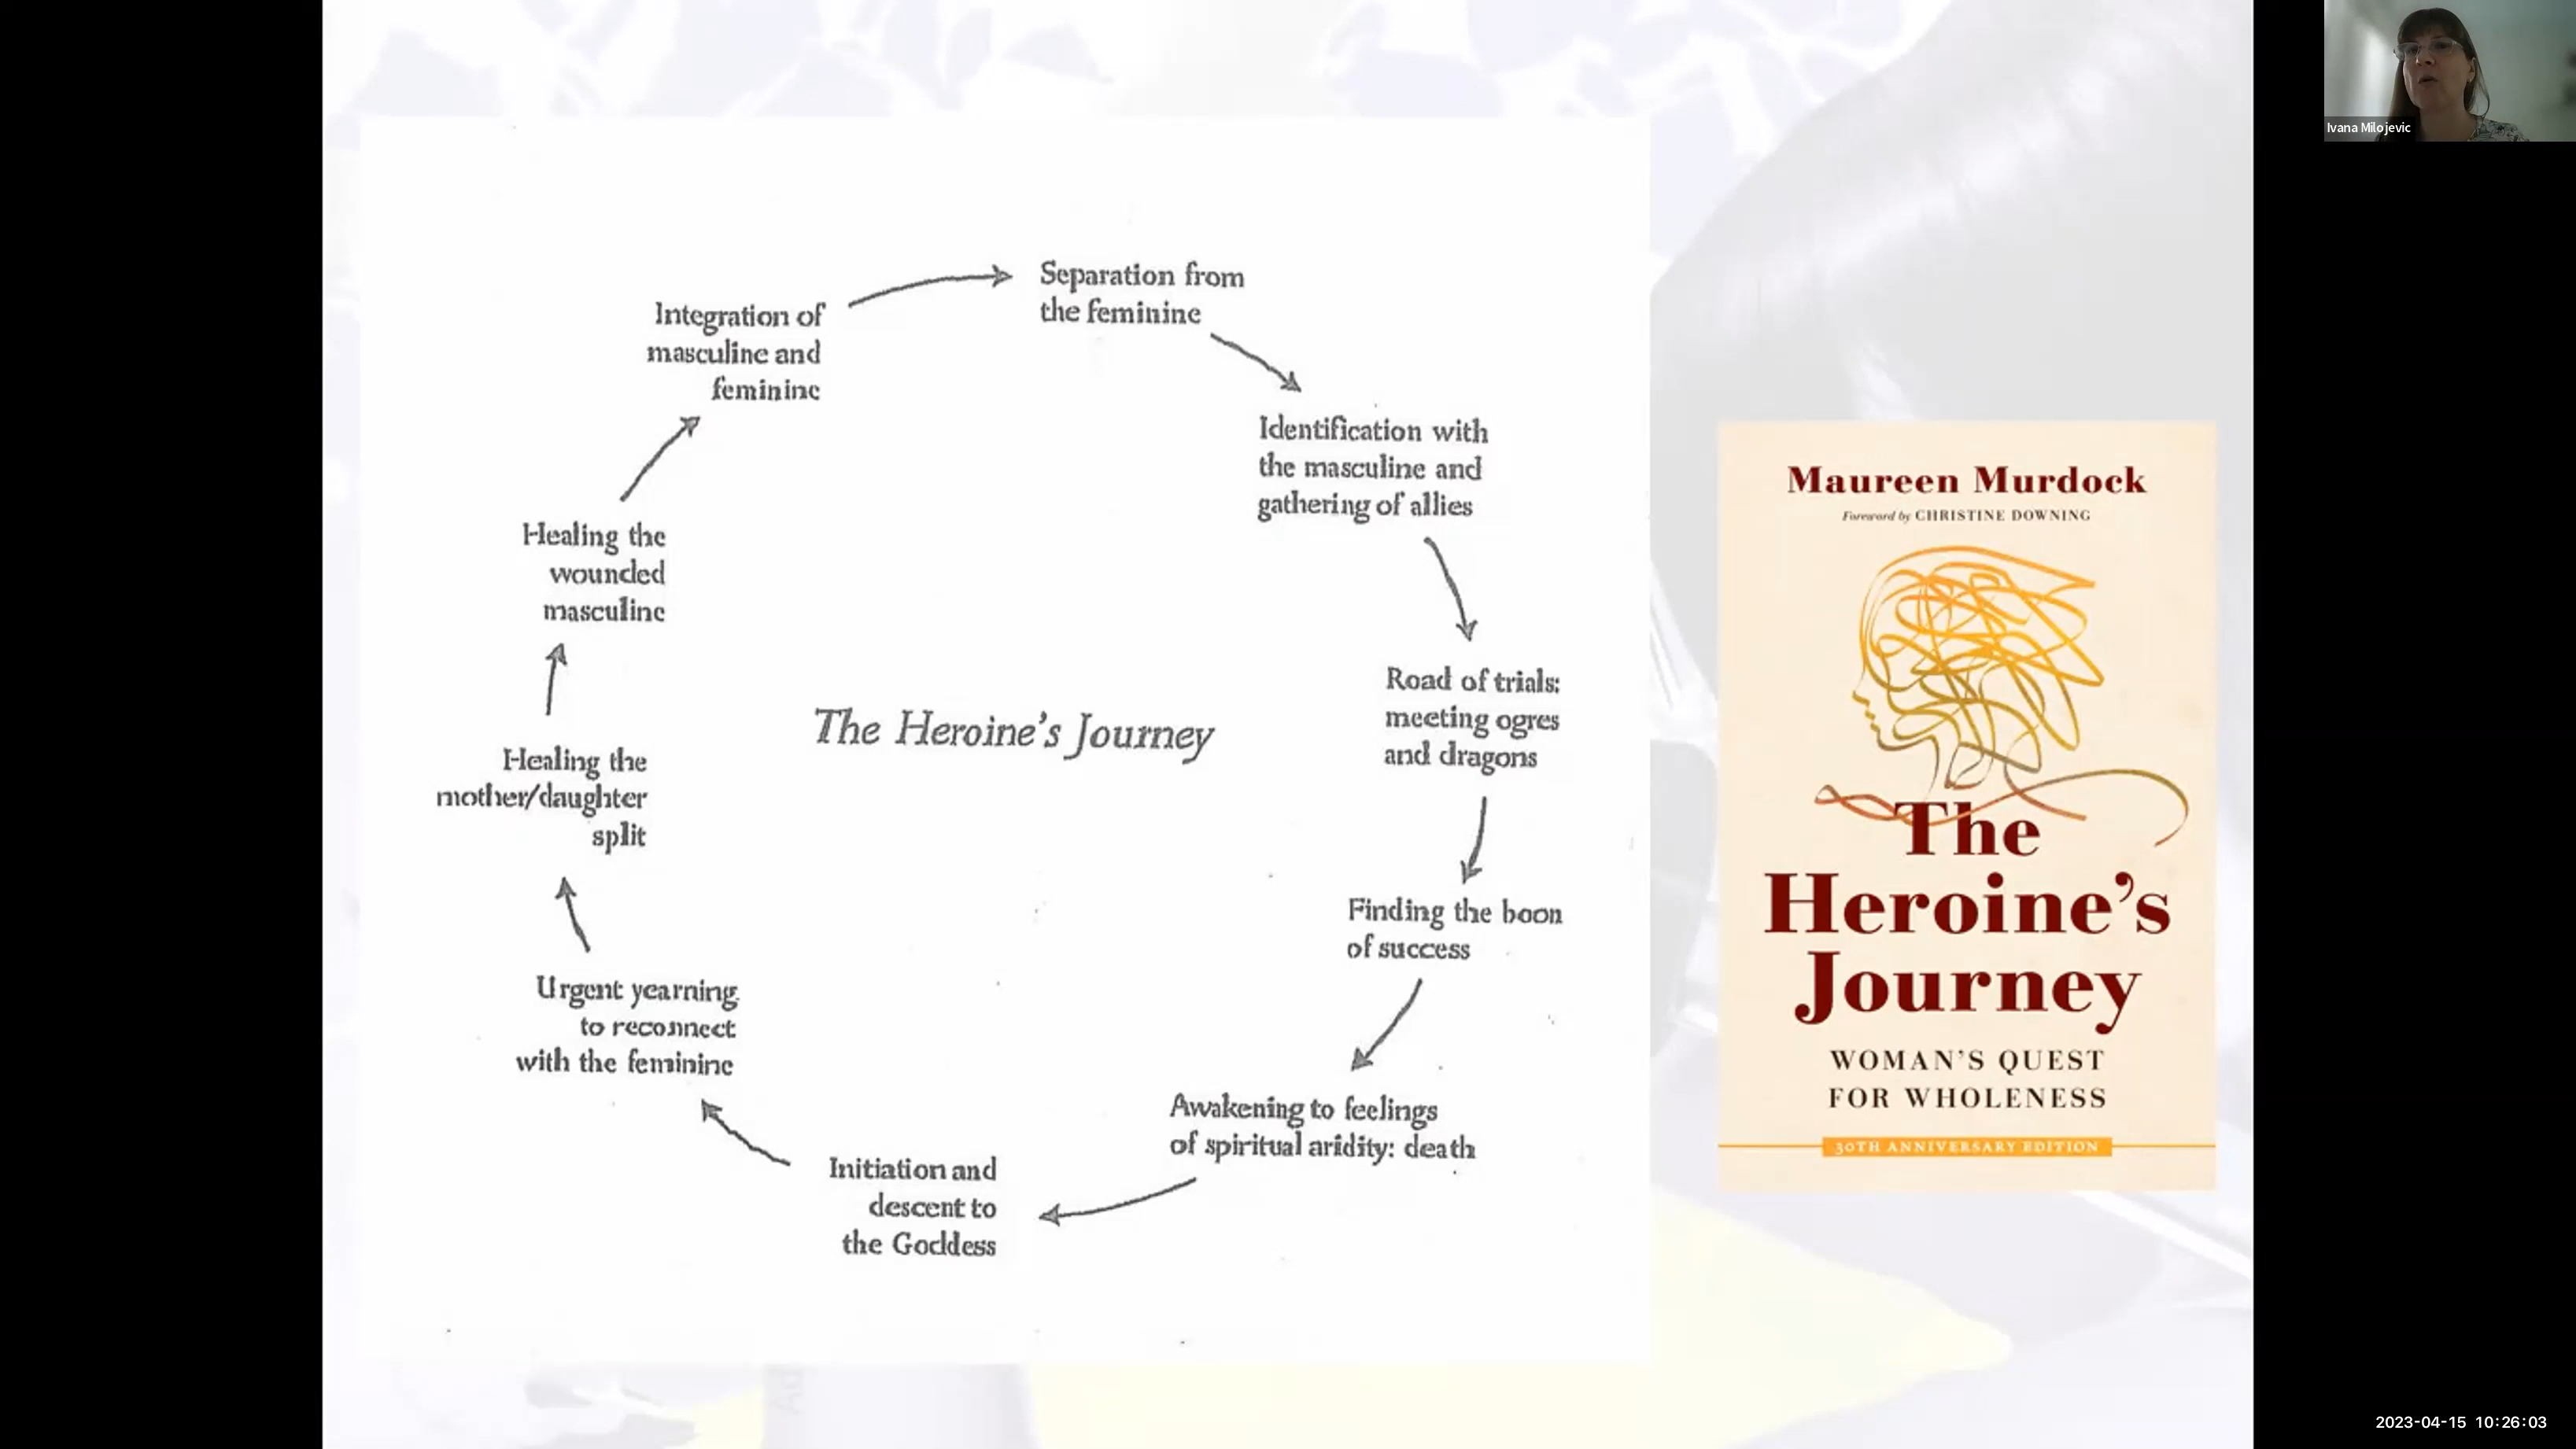 Ivana Milojevic
Separation from
the feminine
Identification with
the masculine and
gathering of allies
Road of trials:
meeting ogres
and dragons
Finding the boon
of success
Awakening to feelings
of spiritual aridity: death
Initiation and
descent to
the Goddess
Urgent yearning
to reconnect
with the feminine
Healing the
mother/daughter
split
Healing the
wounded
masculine
Integration of
masculine and
feminine
The Heroine's Journey
Maureen Murdock
Foreword by CHRISTINE DOWNING
The
Heroine's
Journey
WOMAN'S QUEST
FOR WHOLENESS
30TH ANNIVERSARY EDITION
2023-04-15 10:26:03